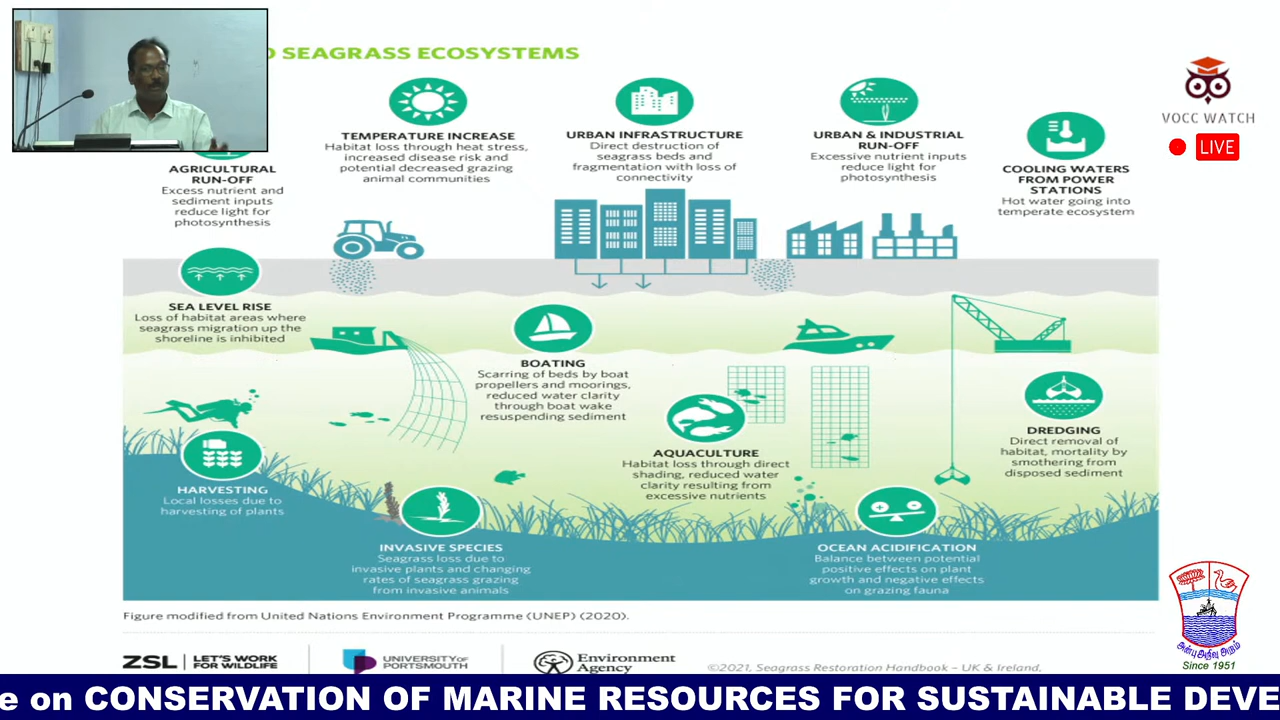 O SEAGRASS ECOSYSTEMS
VOCC WATCH
LIVE
AGRICULTURAL
RUN-OFF
Excess nutrient and
sediment inputs
reduce light for
photosynthesis
TEMPERATURE INCREASE
Habitat loss through heat stress,
increased disease risk and
potential decreased grazing
animal communities
URBAN INFRASTRUCTURE
Direct destruction of
seagrass beds and
fragmentation with loss of
connectivity
URBAN & INDUSTRIAL
RUN-OFF
Excessive nutrient inputs
reduce light for
photosynthesis
COOLING WATERS
FROM POWER
STATIONS
Hot water going into
temperate ecosystem
SEA LEVEL RISE
Loss of habitat areas where
seagrass migration up the
shoreline is inhibited
BOATING
Scarring of beds by boat
propellers and moorings,
reduced water clarity
through boat wake
resuspending sediment
AQUACULTURE
Habitat loss through direct
shading, reduced water
clarity resulting from
excessive nutrients
DREDGING
Direct removal of
habitat, mortality by
smothering from
disposed sediment
HARVESTING
Local losses due to
harvesting of plants
INVASIVE SPECIES
Seagrass loss due to
invasive plants and changing
rates of seagrass grazing
from invasive animals
OCEAN ACIDIFICATION
Balance between potential
positive effects on plant
growth and negative effects
on grazing fauna
Figure modified from United Nations Environment Programme (UNEP) (2020).
ZSL LET'S WORK
FOR WILDLIFE
UNIVERSITY OF
PORTSMOUTH
Environment
Agency
©2021, Seagrass Restoration Handbook – UK & Ireland,
Since 1951
e on CONSERVATION OF MARINE RESOURCES FOR SUSTAINABLE DEVE